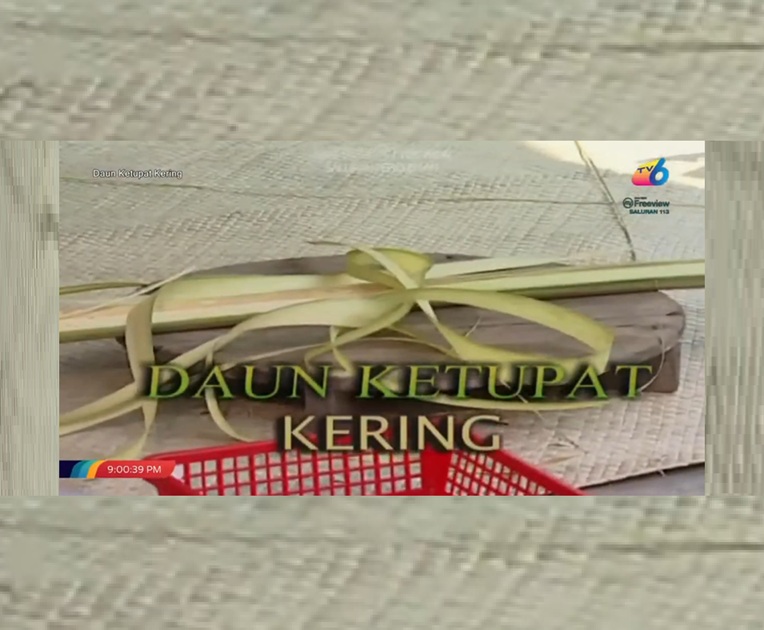 Daun Ketupat Kering
TV6
Freeview
SALURAN 113
DAUN KETUPAT
KERING
9:00:39 PM